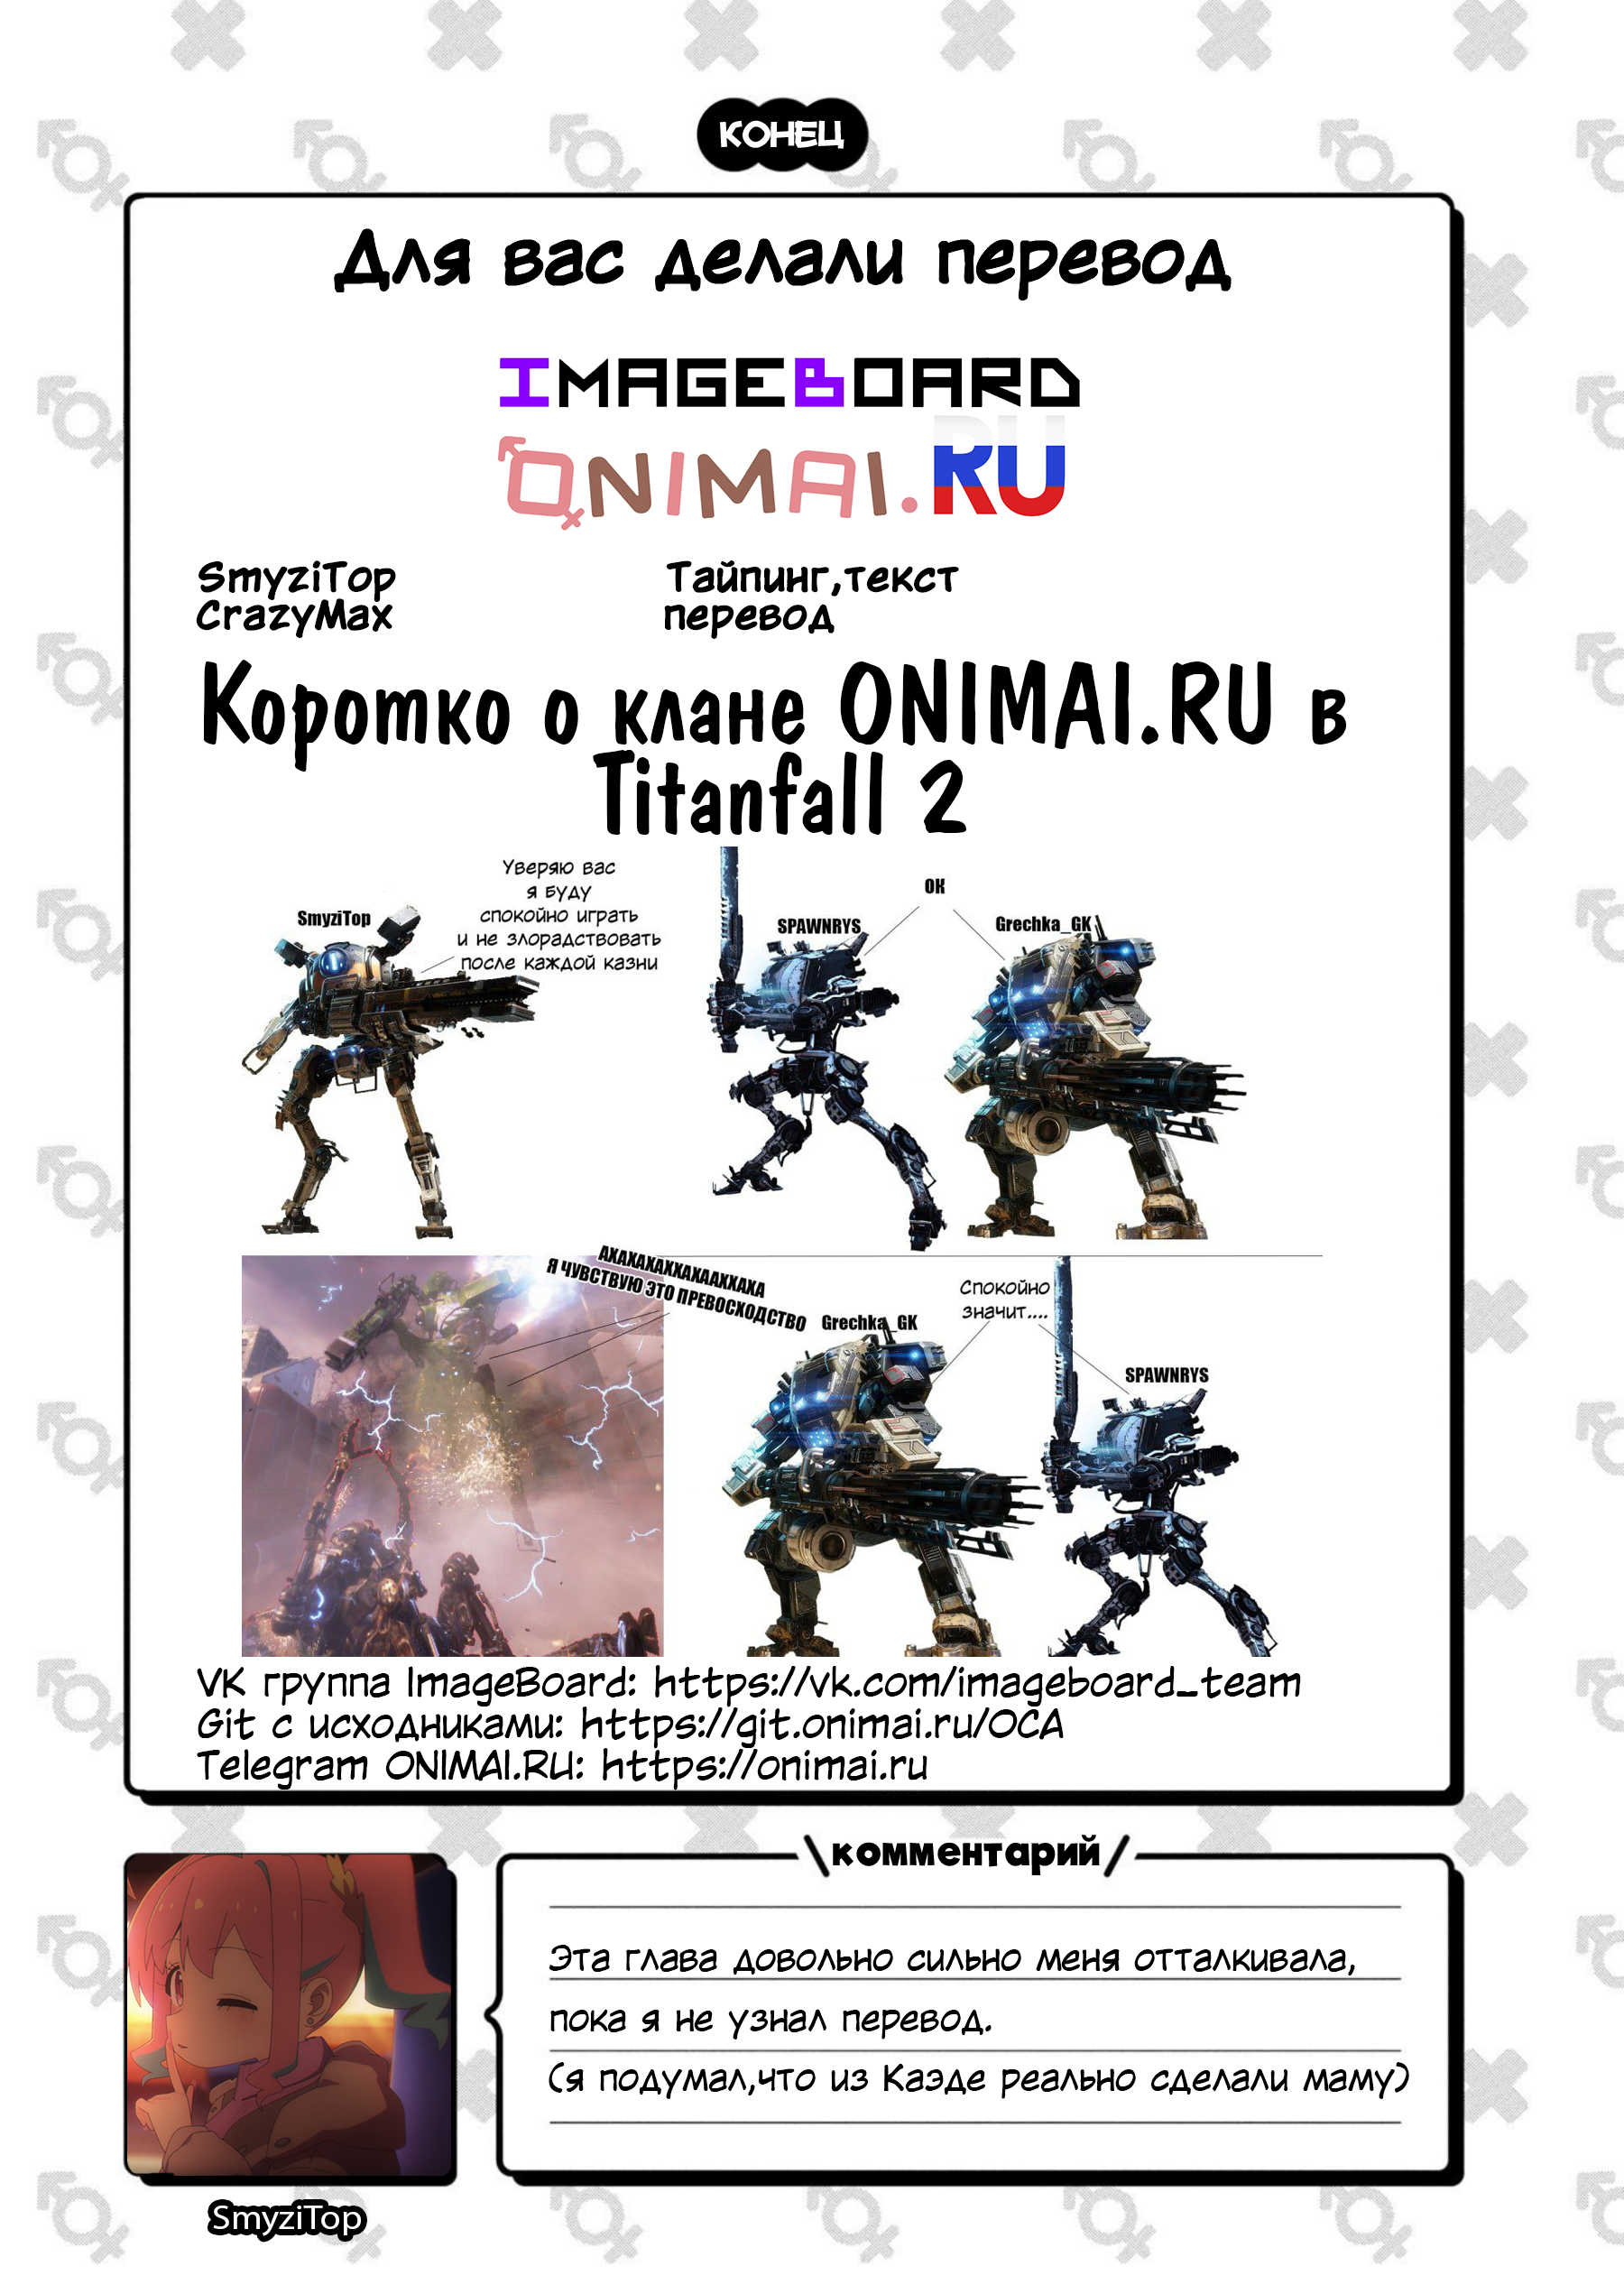 КОНЕЦ
Для вас делали перевод
IMAGEBOARD
ONIMAI.RU
SmyziTop Тайпинг,текст
CrazyMax перевод
Коротко о клане ONIMAI.RU в
Titanfall 2
SmyziTop
Уверяю вас
я буду
спокойно играть
и не злорадствовать
после каждой казни
SPAWNRYS
ОК
Grechka_GK
АХАХАХАХХАХААХХАХА
Я ЧУВСТВУЮ ЭТО ПРЕВОСХОДСТВО
Grechka_GK
Спокойно
значит....
SPAWNRYS
VK группа ImageBoard: https://vk.com/imageboard_team
Git с исходниками: https://git.onimai.ru/OCA
Telegram ONIMAI.RU: https://onimai.ru
\комментарий/
Эта глава довольно сильно меня отталкивала,
пока я не узнал перевод.
(я подумал,что из Каэде реально сделали маму)
SmyziTop